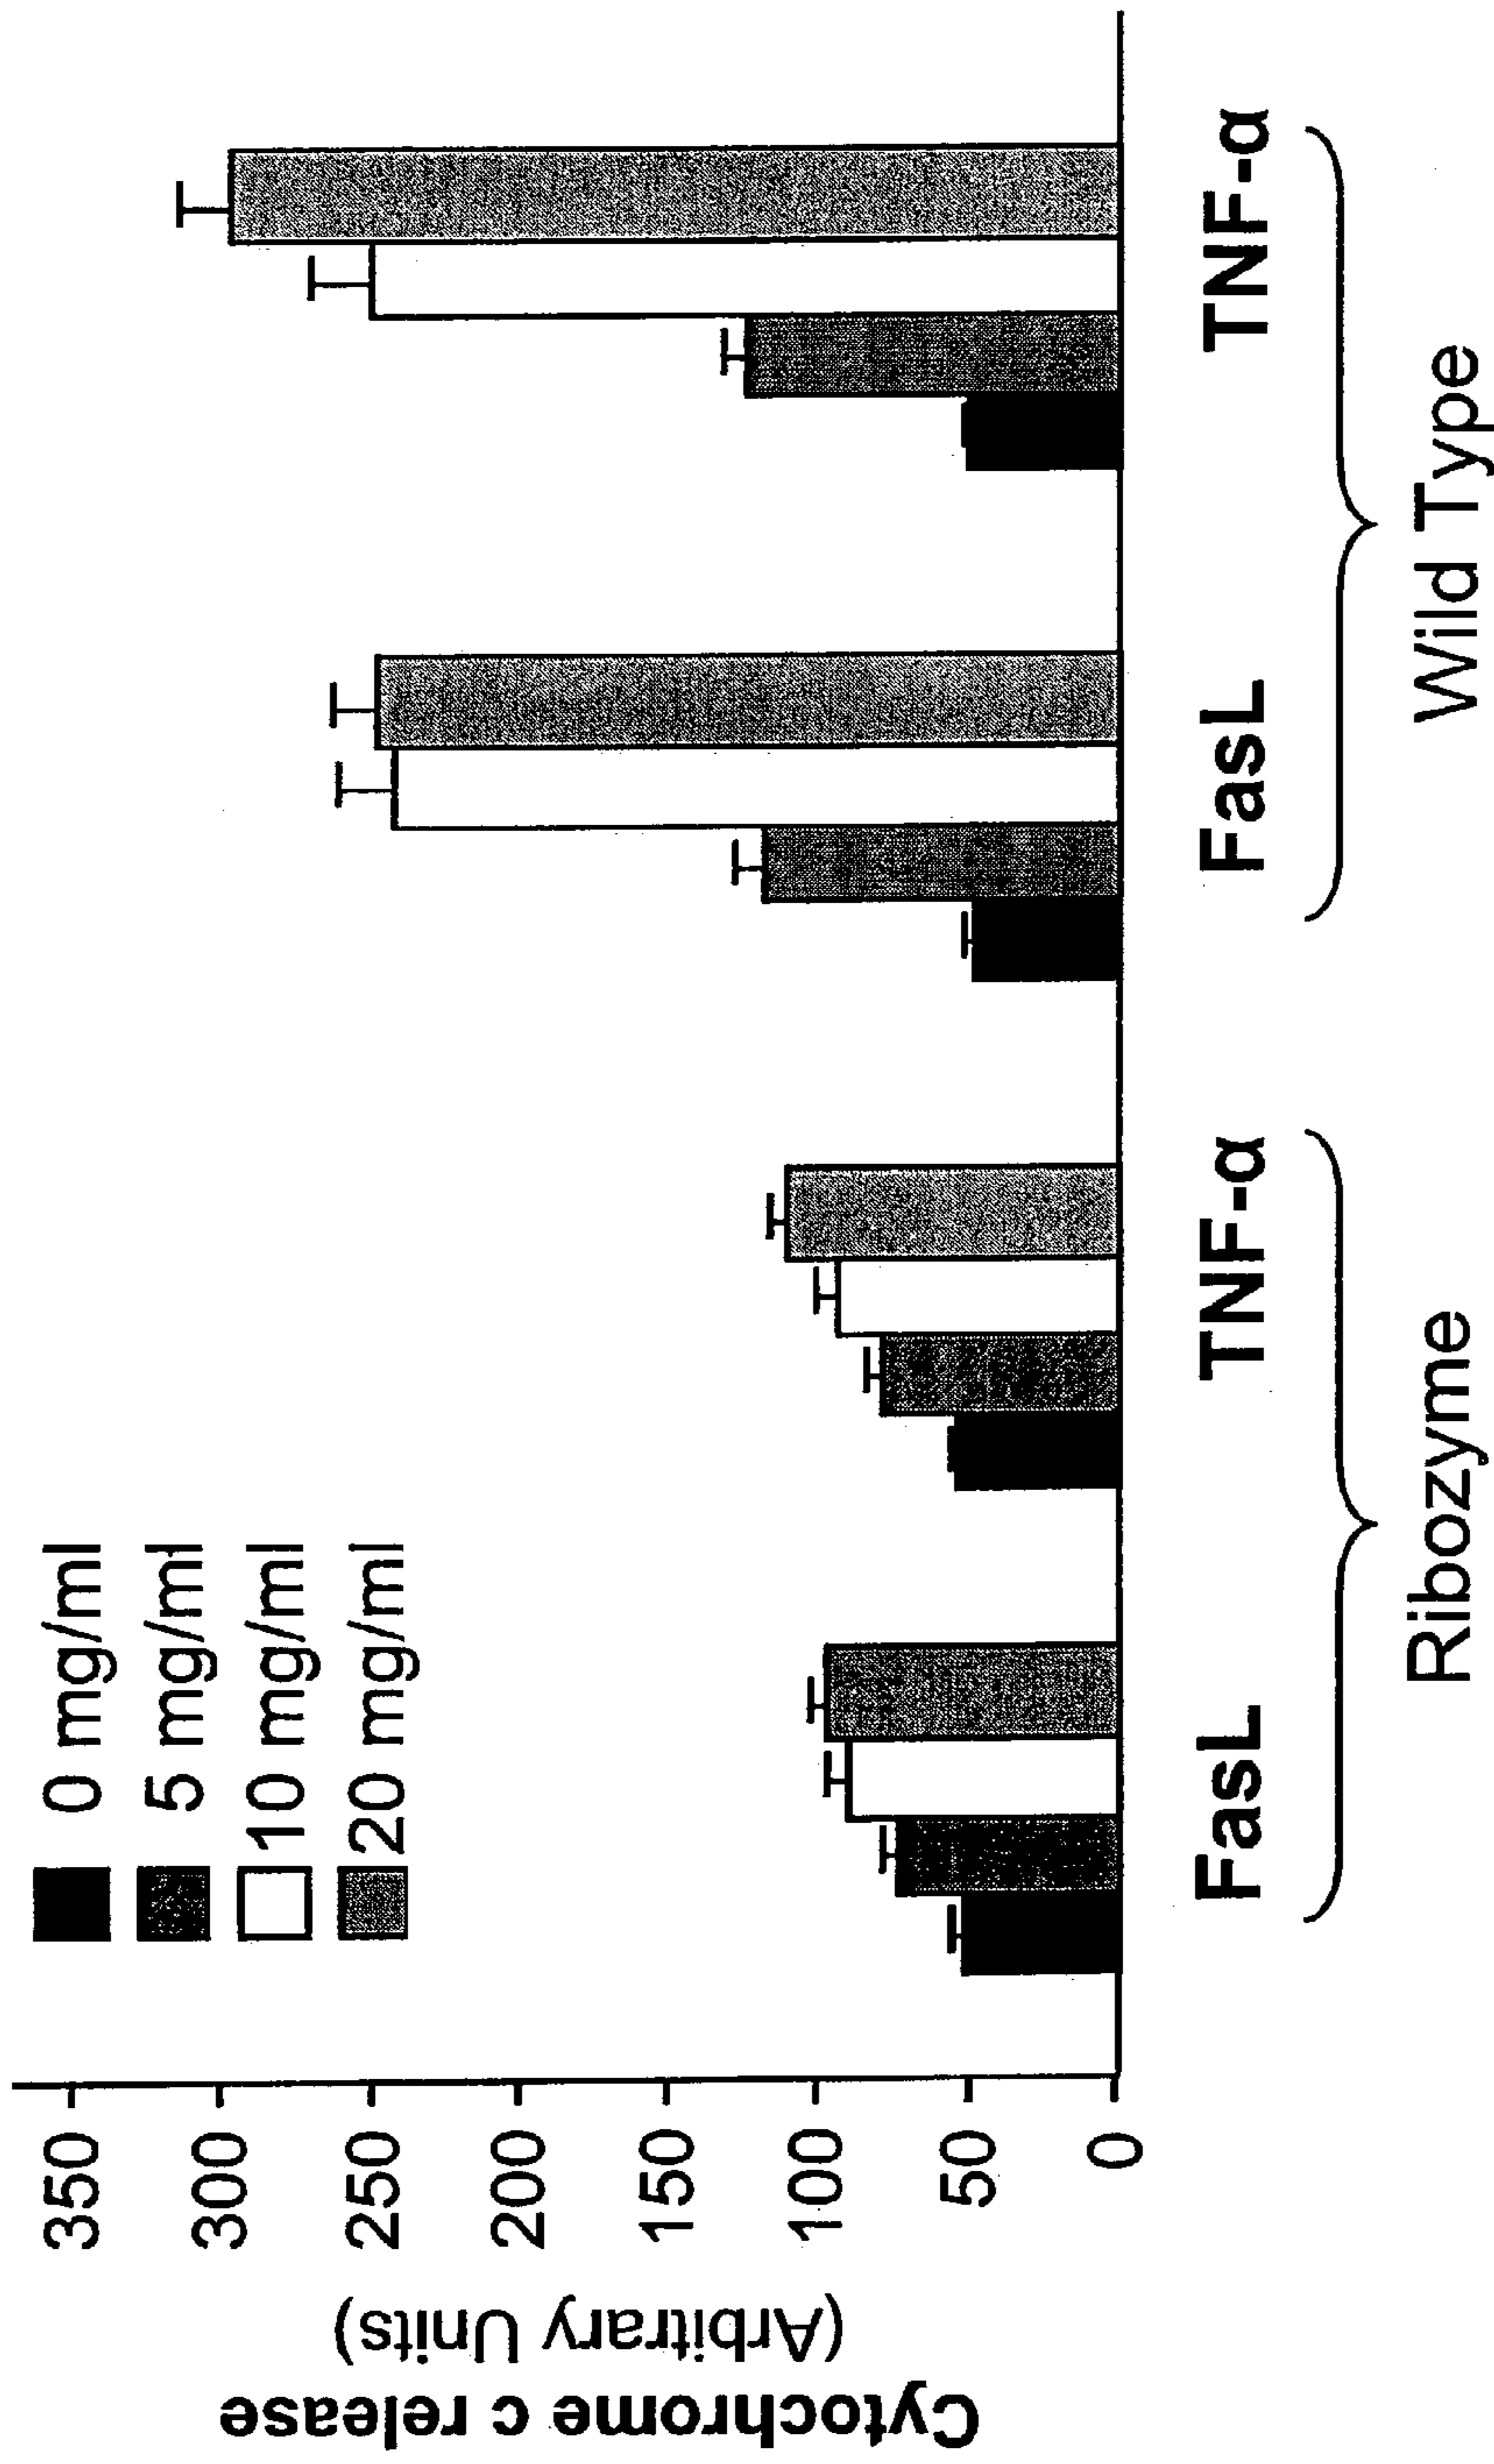 Cytochrome c release
(Arbitrary Units)
350
300
250
200
150
100
50
0
0 mg/ml
5 mg/ml
10 mg/ml
20 mg/ml
FasL
TNF-α
FasL
TNF-α
Ribozyme
Wild Type